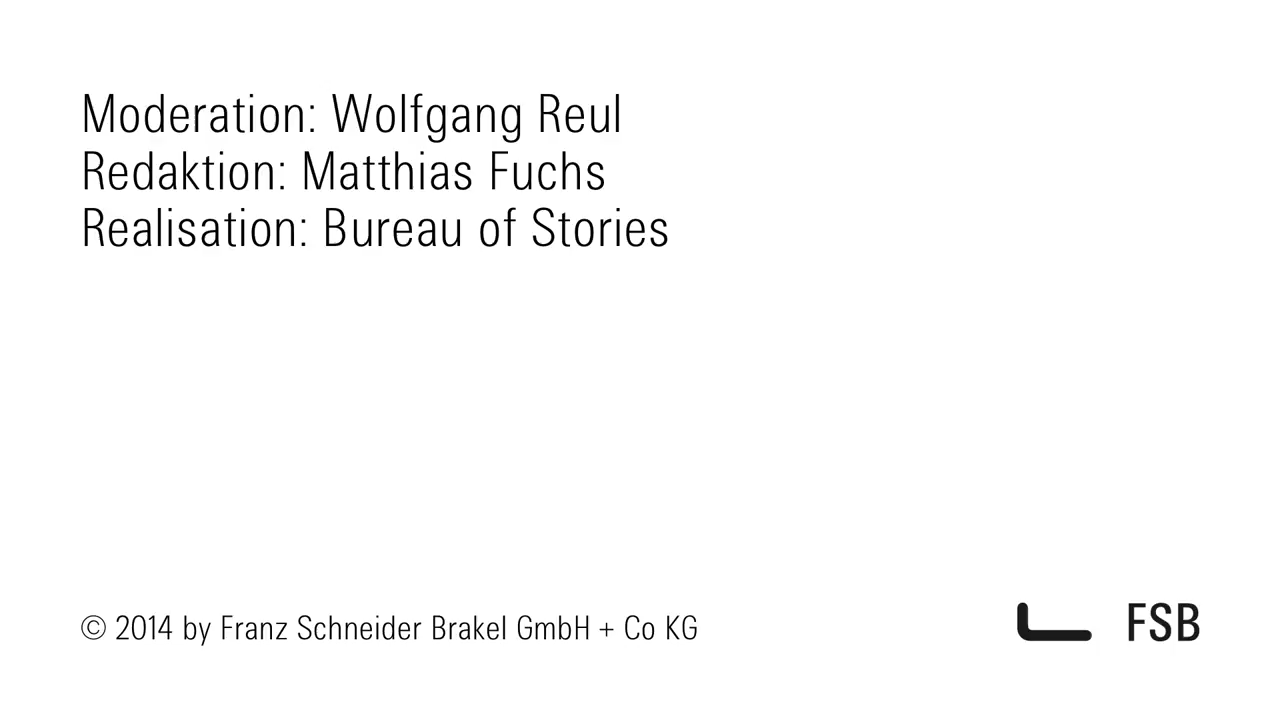 Moderation: Wolfgang Reul
Redaktion: Matthias Fuchs
Realisation: Bureau of Stories
© 2014 by Franz Schneider Brakel GmbH + Co KG
FSB